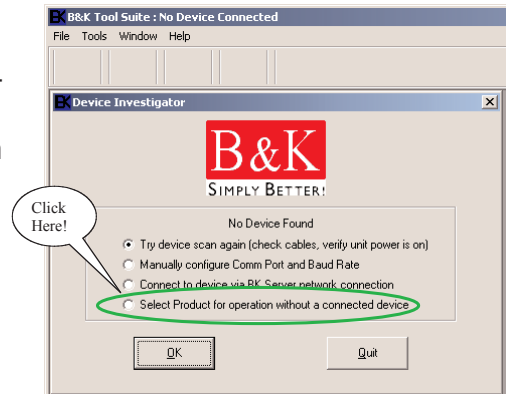 B&K Tool Suite : No Device Connected
File Tools Window Help
Device Investigator
B&K
SIMPLY BETTER!
Click
Here!
No Device Found
Try device scan again (check cables, verify unit power is on)
Manually configure Comm Port and Baud Rate
Connect to device via BK Server network connection
Select Product for operation without a connected device
OK
Quit